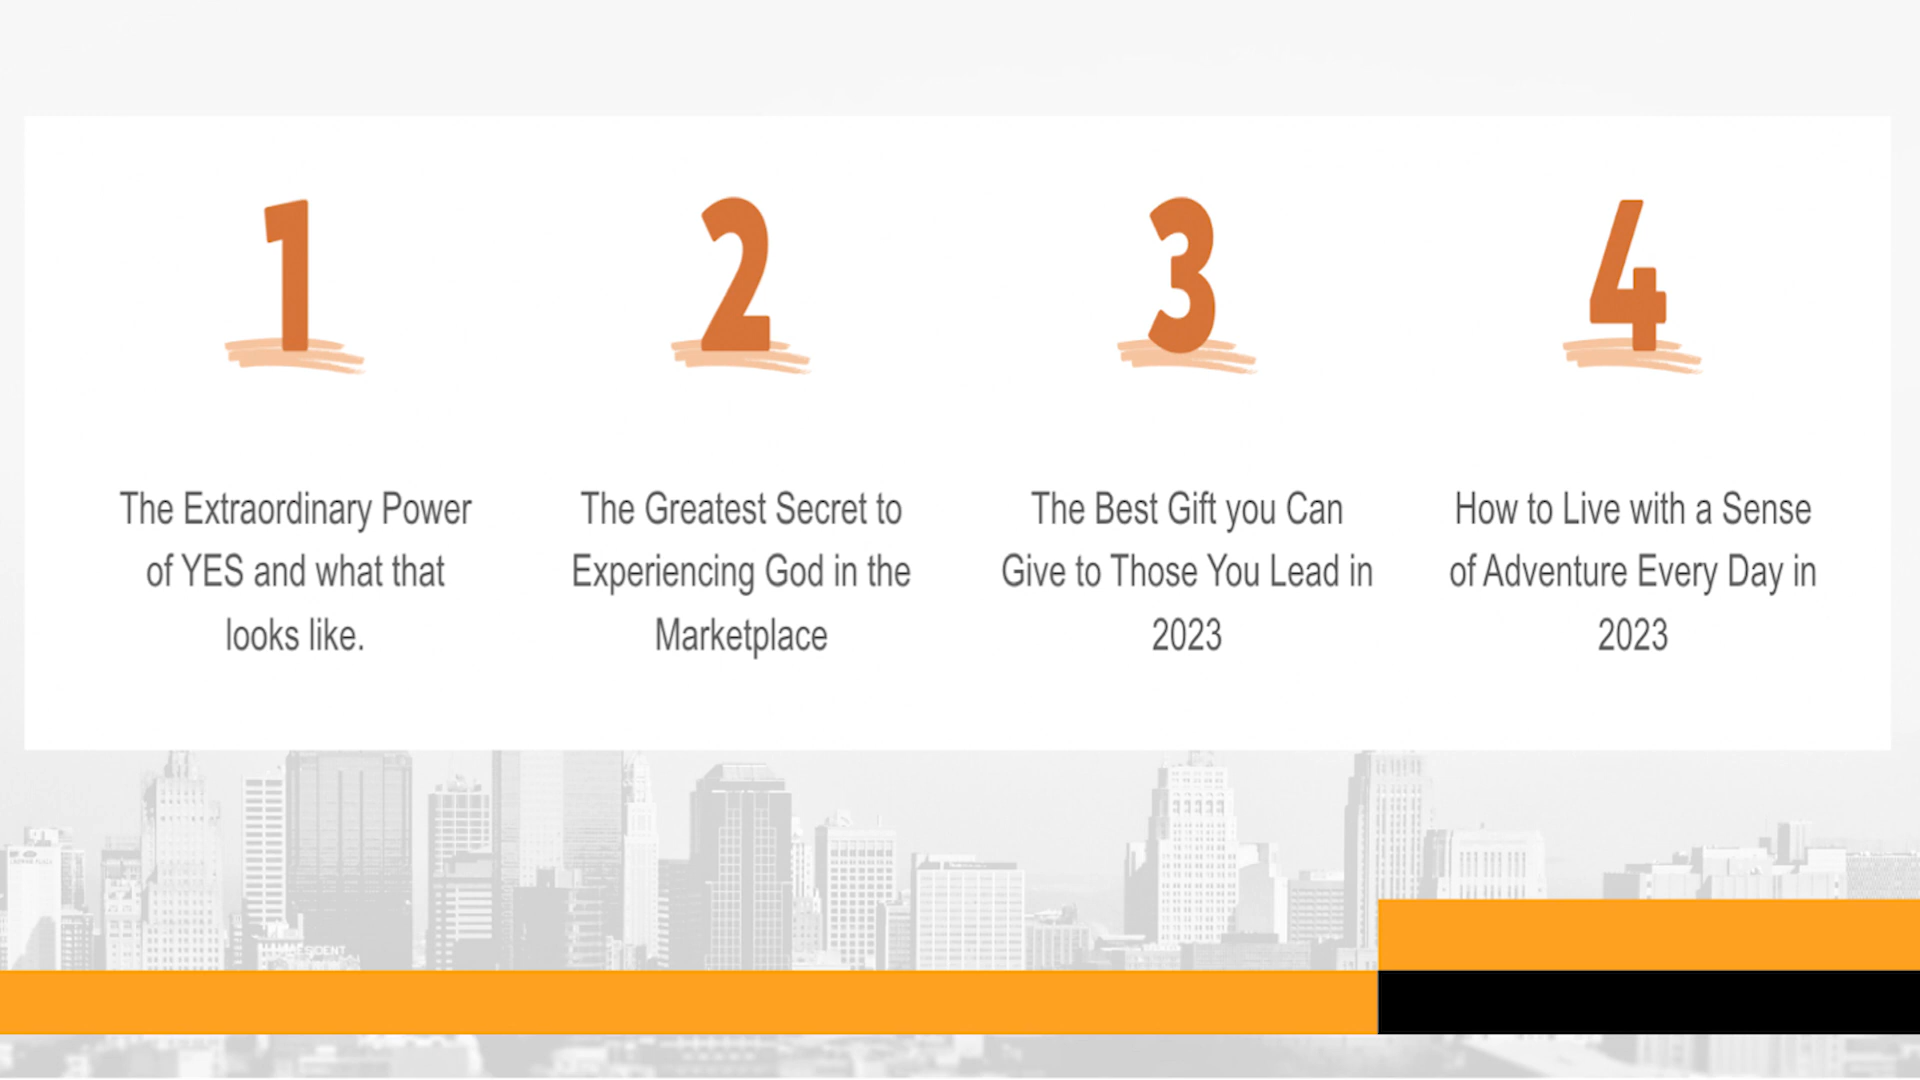 1
The Extraordinary Power
of YES and what that
looks like.
2
The Greatest Secret to
Experiencing God in the
Marketplace
3
The Best Gift you Can
Give to Those You Lead in
2023
4
How to Live with a Sense
of Adventure Every Day in
2023